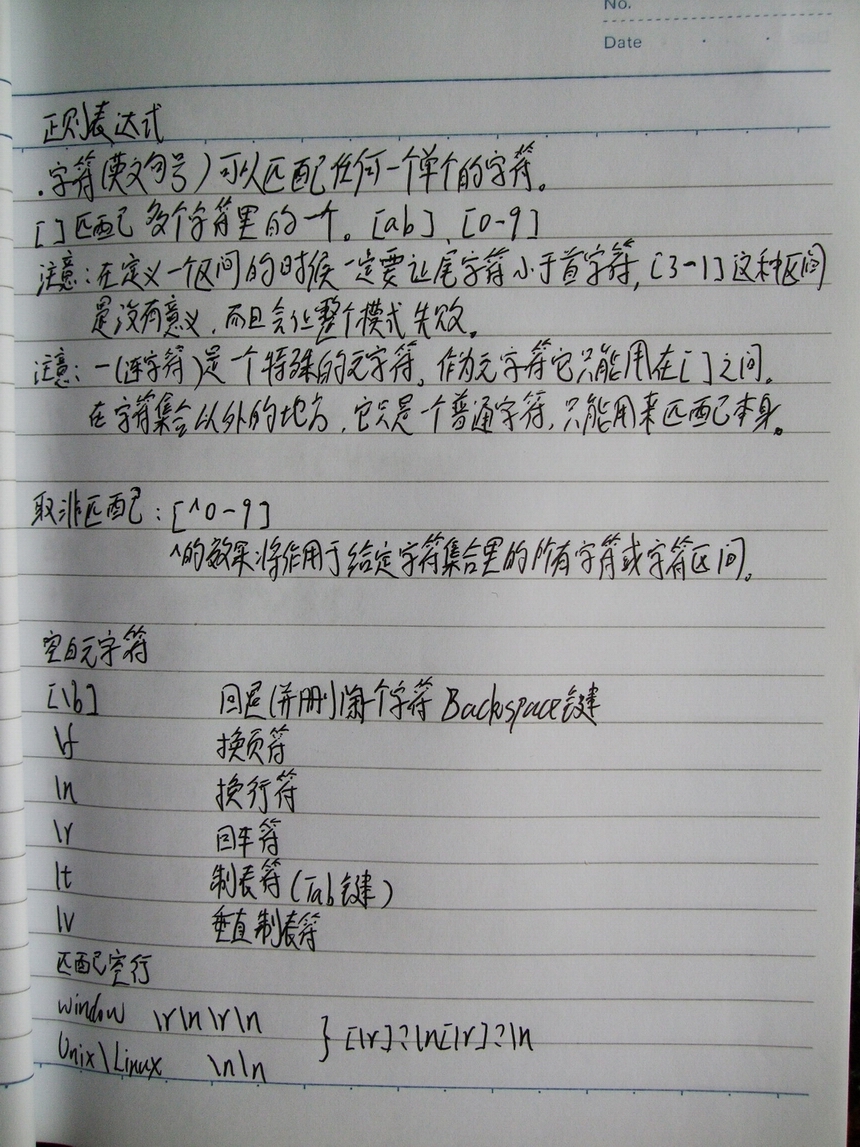 No.
Date
正则表达式
.字符(英文句号)可以匹配任何一个单个的字符。
[ ]匹配多个字符里的一个。[ab]、[0-9]
注意:在定义一个区间的时候一定要让尾字符小于首字符,[3-1]这种区间
是没有意义,而且会让整个模式失败。
注意:-(连字符)是一个特殊的元字符,作为元字符它只能用在[ ]之间。
在字符集合以外的地方,它只是一个普通字符,只能用来匹配本身。
取非匹配:[^0-9]
^的效果将作用于给定字符集合里的所有字符或字符区间。
空白元字符
[\b] 回退(并删)除个字符 Backspace键
\f 换页符
\n 换行符
\r 回车符
\t 制表符(Tab键)
\v 垂直制表符
匹配空行
window \r\n\r\n } [\r]?\n[\r]?\n
Unix\Linux \n\n